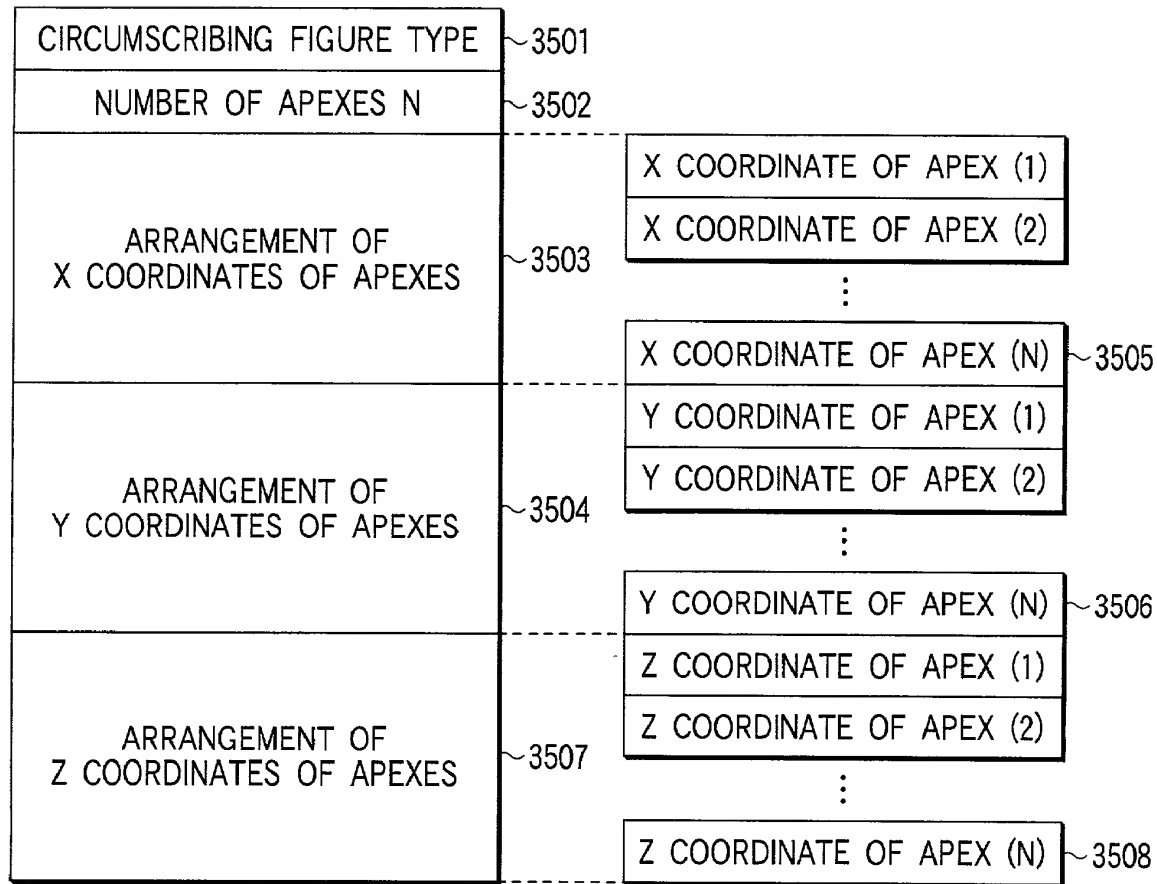 CIRCUMSCRIBING FIGURE TYPE
3501
NUMBER OF APEXES N
3502
ARRANGEMENT OF
X COORDINATES OF APEXES
3503
ARRANGEMENT OF
Y COORDINATES OF APEXES
3504
ARRANGEMENT OF
Z COORDINATES OF APEXES
3507
X COORDINATE OF APEX (1)
X COORDINATE OF APEX (2)
X COORDINATE OF APEX (N)
3505
Y COORDINATE OF APEX (1)
Y COORDINATE OF APEX (2)
Y COORDINATE OF APEX (N)
3506
Z COORDINATE OF APEX (1)
Z COORDINATE OF APEX (2)
Z COORDINATE OF APEX (N)
3508